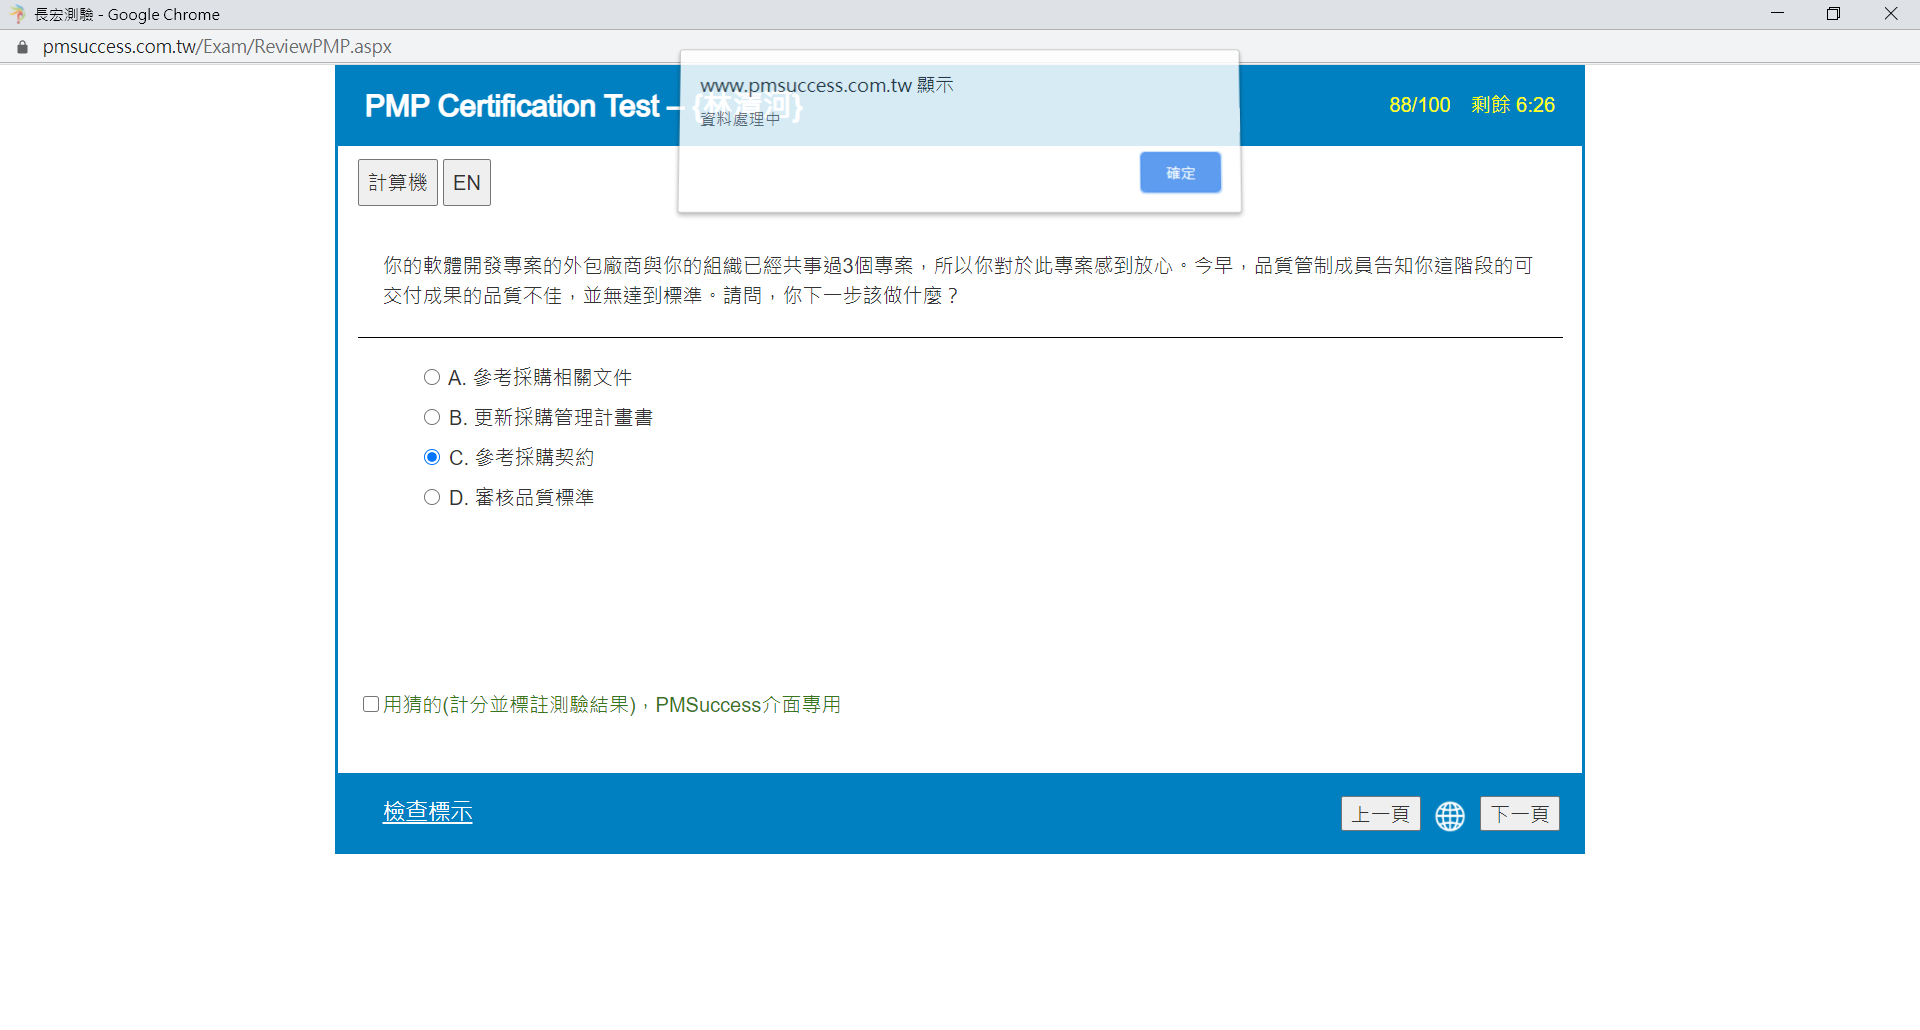 長宏測驗 - Google Chrome
pmsuccess.com.tw/Exam/ReviewPMP.aspx
www.pmsuccess.com.tw 顯示
資料處理中
確定
PMP Certification Test – {林清河}
88/100 剩餘 6:26
計算機 EN
你的軟體開發專案的外包廠商與你的組織已經共事過3個專案，所以你對於此專案感到放心。今早，品質管制成員告知你這階段的可
交付成果的品質不佳，並無達到標準。請問，你下一步該做什麼？
A. 參考採購相關文件
B. 更新採購管理計畫書
C. 參考採購契約
D. 審核品質標準
用猜的(計分並標註測驗結果)，PMSuccess介面專用
檢查標示
上一頁 下一頁